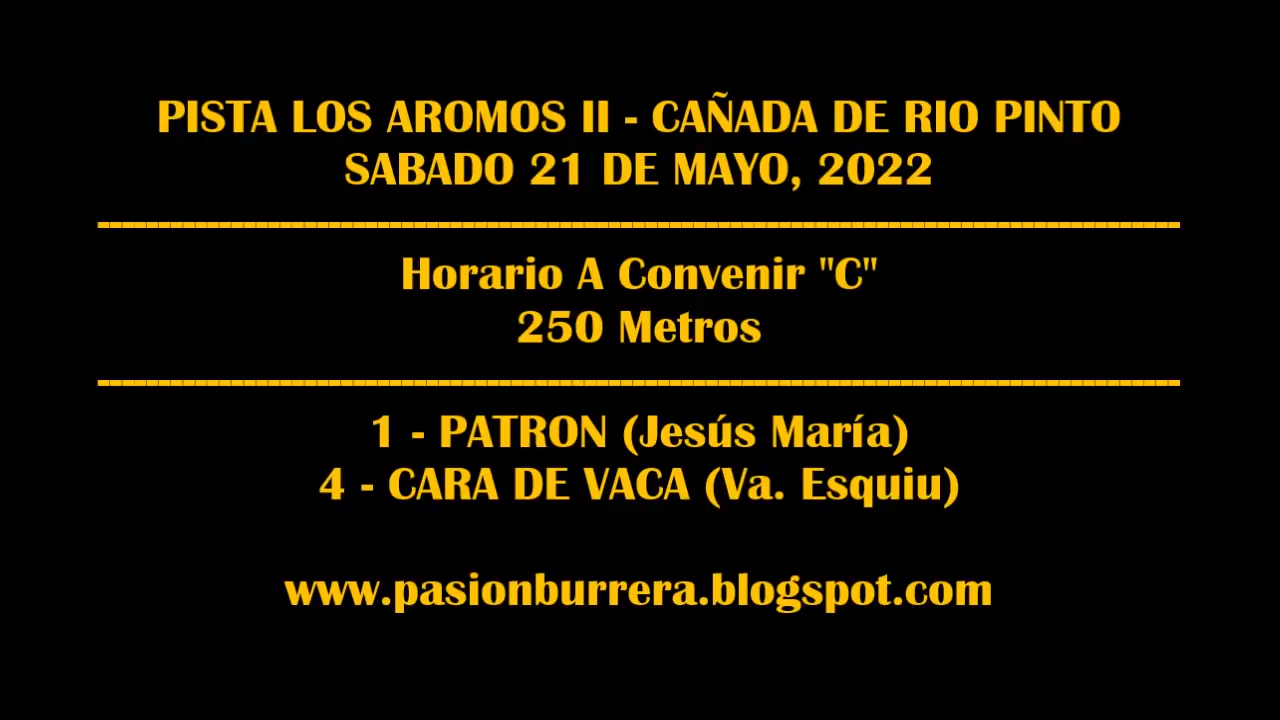 PISTA LOS AROMOS II - CAÑADA DE RIO PINTO
SABADO 21 DE MAYO, 2022
Horario A Convenir "C"
250 Metros
1 - PATRON (Jesús María)
4 - CARA DE VACA (Va. Esquiu)
www.pasionburrera.blogspot.com